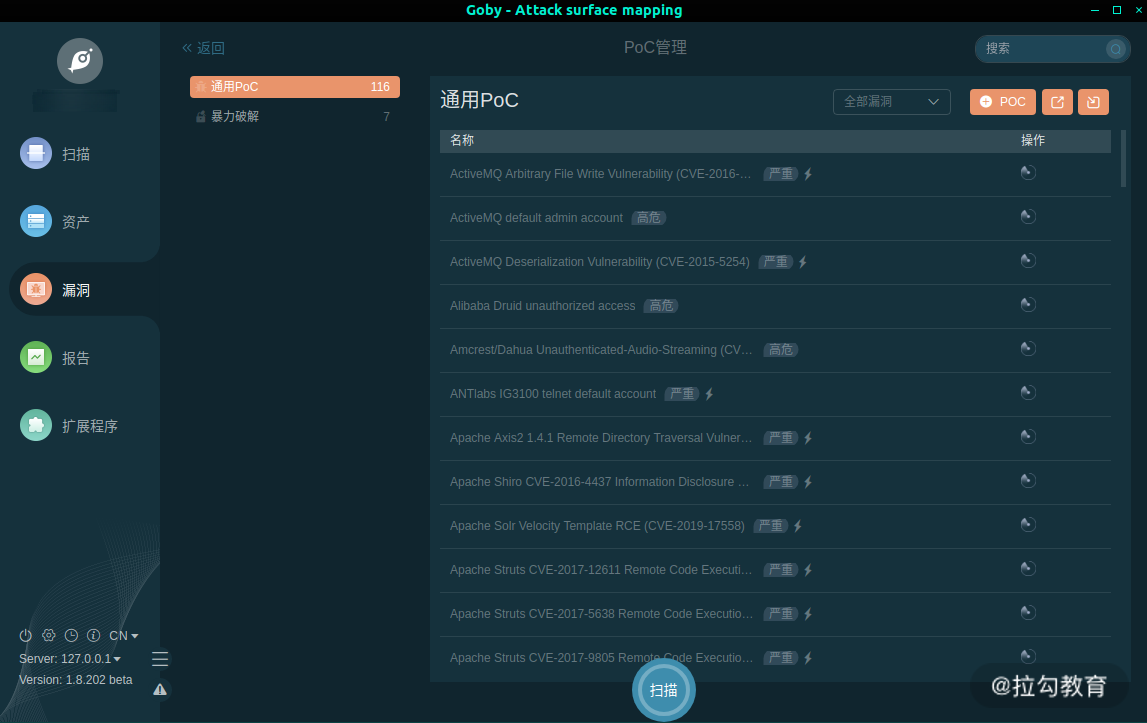 Goby - Attack surface mapping
返回
PoC管理
搜索
通用PoC 116
暴力破解 7
扫描
资产
漏洞
报告
扩展程序
CN
Server: 127.0.0.1
Version: 1.8.202 beta
通用PoC
全部漏洞
POC
名称 操作
ActiveMQ Arbitrary File Write Vulnerability (CVE-2016-... 严重
ActiveMQ default admin account 高危
ActiveMQ Deserialization Vulnerability (CVE-2015-5254) 严重
Alibaba Druid unauthorized access 高危
Amcrest/Dahua Unauthenticated-Audio-Streaming (CV... 高危
ANTlabs IG3100 telnet default account 严重
Apache Axis2 1.4.1 Remote Directory Traversal Vulner... 严重
Apache Shiro CVE-2016-4437 Information Disclosure ... 严重
Apache Solr Velocity Template RCE (CVE-2019-17558) 严重
Apache Struts CVE-2017-12611 Remote Code Executi... 严重
Apache Struts CVE-2017-5638 Remote Code Executio... 严重
Apache Struts CVE-2017-9805 Remote Code Executio... 严重
扫描
@拉勾教育